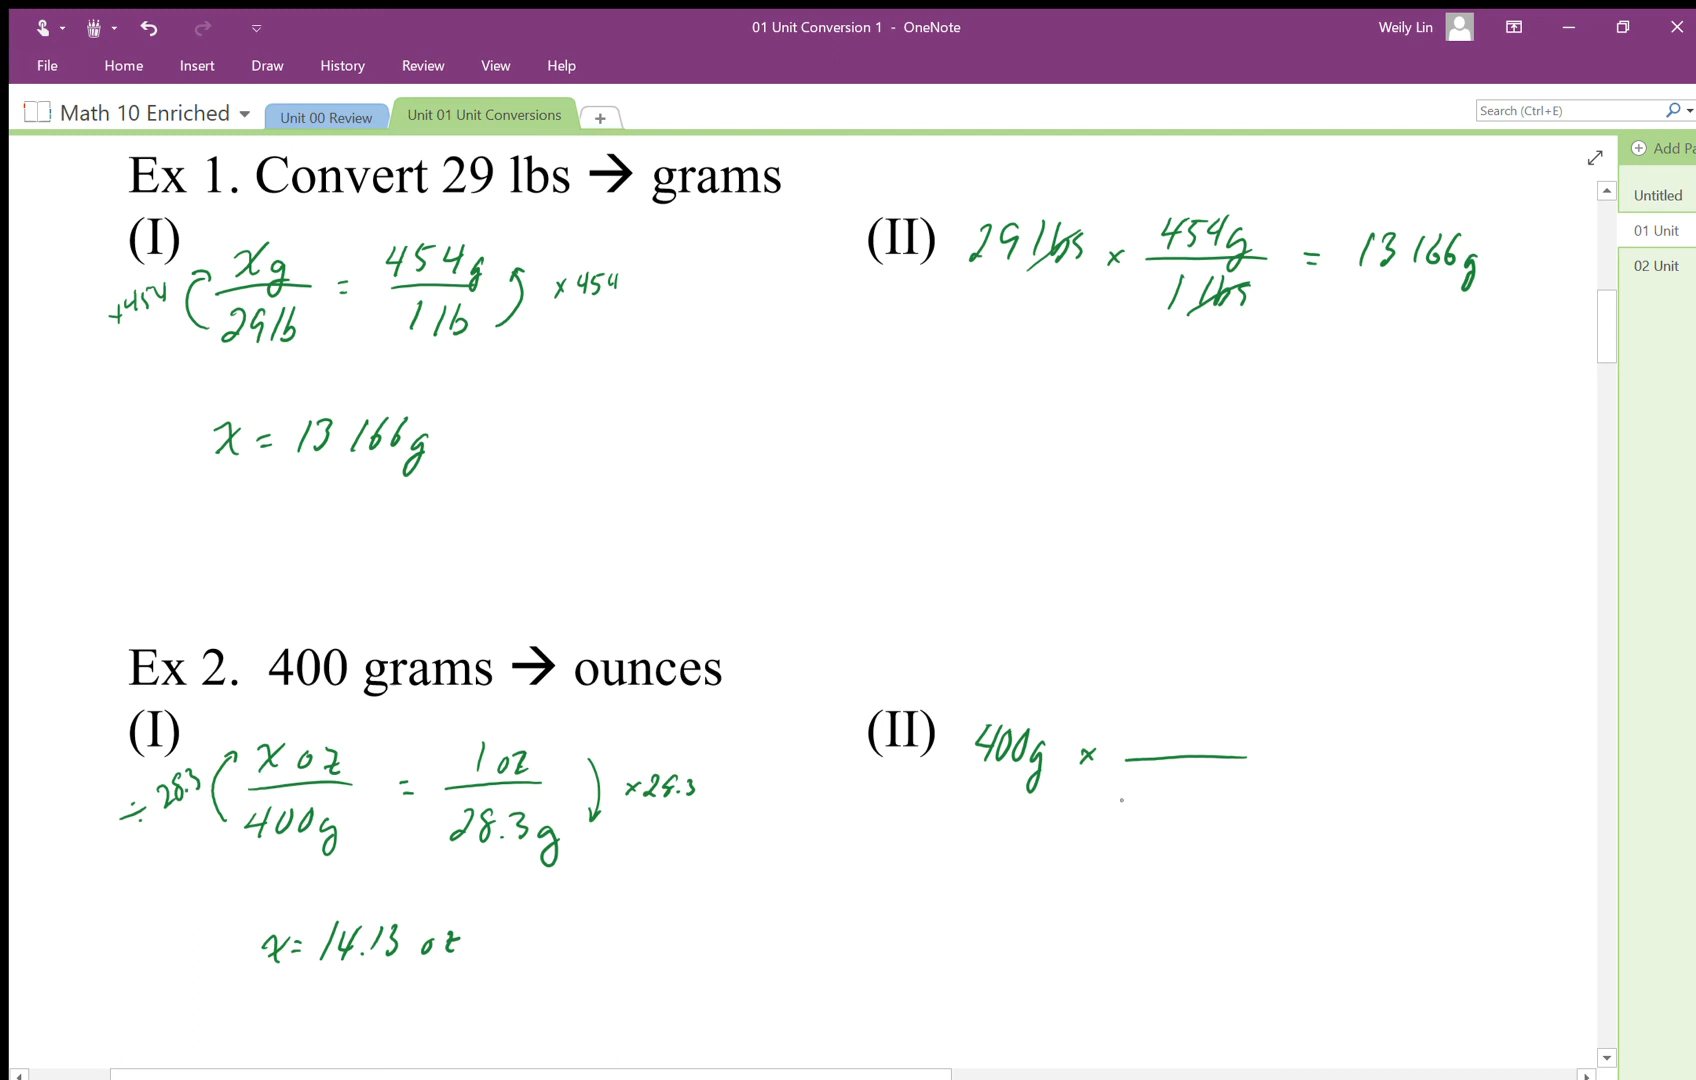 01 Unit Conversion 1 - OneNote
Weily Lin
File Home Insert Draw History Review View Help
Math 10 Enriched
Unit 00 Review
Unit 01 Unit Conversions
+
Search (Ctrl+E)
Add Pa
Untitled
01 Unit
02 Unit
Ex 1. Convert 29 lbs → grams
(I)
×454 x g / 29 lb = 454 g / 1 lb × 454
x = 13 166 g
(II) 29 lbs × 454 g / 1 lbs = 13 166 g
Ex 2. 400 grams → ounces
(I)
÷ 28.3 x oz / 400 g = 1 oz / 28.3 g × 28.3
x = 14.13 oz
(II) 400 g ×